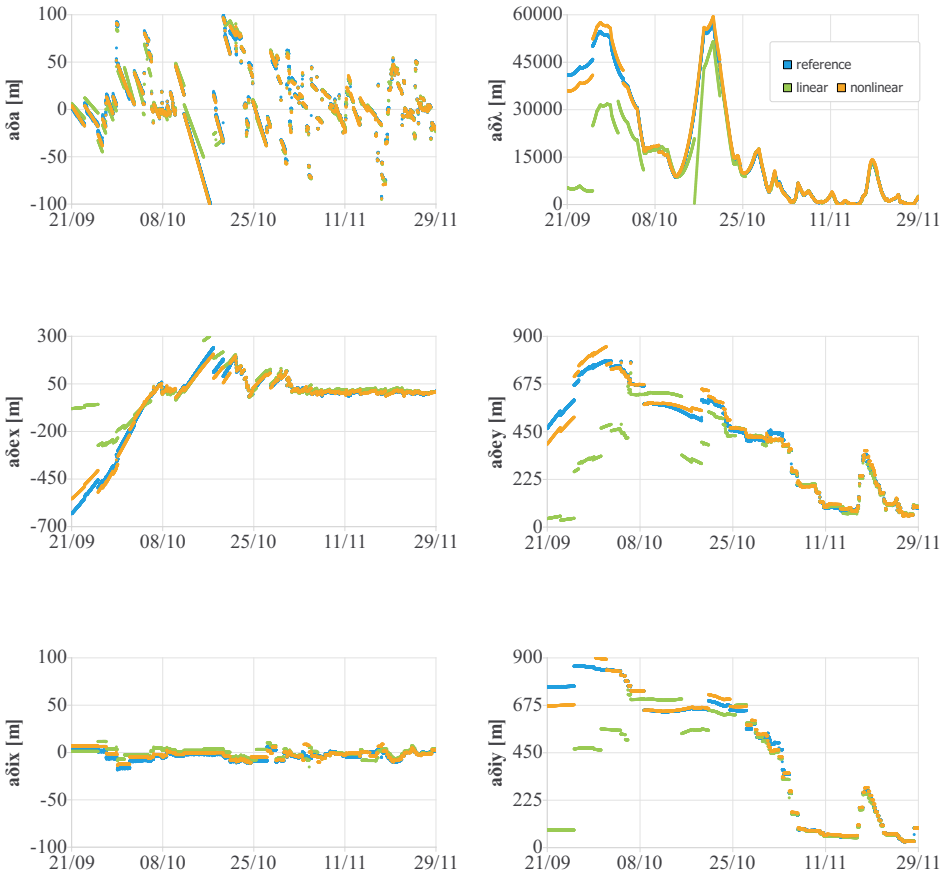 100
50
0
-50
-100
aδa [m]
21/09 08/10 25/10 11/11 29/11
60000
45000
30000
15000
0
aδλ [m]
reference
linear nonlinear
21/09 08/10 25/10 11/11 29/11
300
50
-200
-450
-700
aδex [m]
21/09 08/10 25/10 11/11 29/11
900
675
450
225
0
aδey [m]
21/09 08/10 25/10 11/11 29/11
100
50
0
-50
-100
aδix [m]
21/09 08/10 25/10 11/11 29/11
900
675
450
225
0
aδiy [m]
21/09 08/10 25/10 11/11 29/11